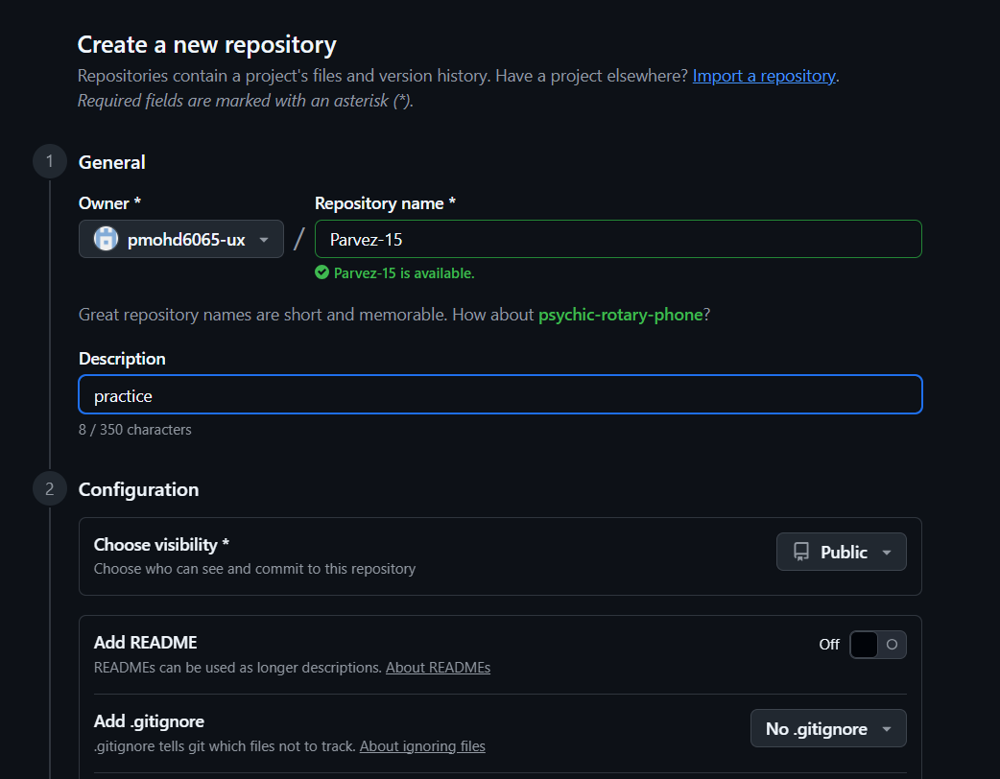 Create a new repository
Repositories contain a project's files and version history. Have a project elsewhere? Import a repository.
Required fields are marked with an asterisk (*).
1 General
Owner * Repository name *
pmohd6065-ux / Parvez-15
Parvez-15 is available.
Great repository names are short and memorable. How about psychic-rotary-phone?
Description
practice
8 / 350 characters
2 Configuration
Choose visibility * Public
Choose who can see and commit to this repository
Add README Off
READMEs can be used as longer descriptions. About READMEs
Add .gitignore No .gitignore
.gitignore tells git which files not to track. About ignoring files